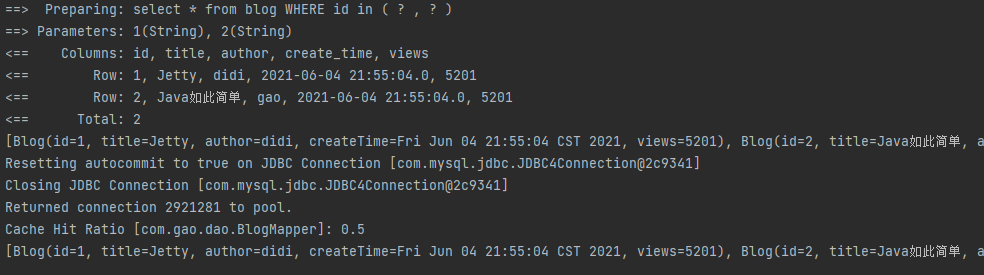 ==>  Preparing: select * from blog WHERE id in ( ? , ? )
==> Parameters: 1(String), 2(String)
<==    Columns: id, title, author, create_time, views
<==        Row: 1, Jetty, didi, 2021-06-04 21:55:04.0, 5201
<==        Row: 2, Java如此简单, gao, 2021-06-04 21:55:04.0, 5201
<==      Total: 2
[Blog(id=1, title=Jetty, author=didi, createTime=Fri Jun 04 21:55:04 CST 2021, views=5201), Blog(id=2, title=Java如此简单, a
Resetting autocommit to true on JDBC Connection [com.mysql.jdbc.JDBC4Connection@2c9341]
Closing JDBC Connection [com.mysql.jdbc.JDBC4Connection@2c9341]
Returned connection 2921281 to pool.
Cache Hit Ratio [com.gao.dao.BlogMapper]: 0.5
[Blog(id=1, title=Jetty, author=didi, createTime=Fri Jun 04 21:55:04 CST 2021, views=5201), Blog(id=2, title=Java如此简单, a